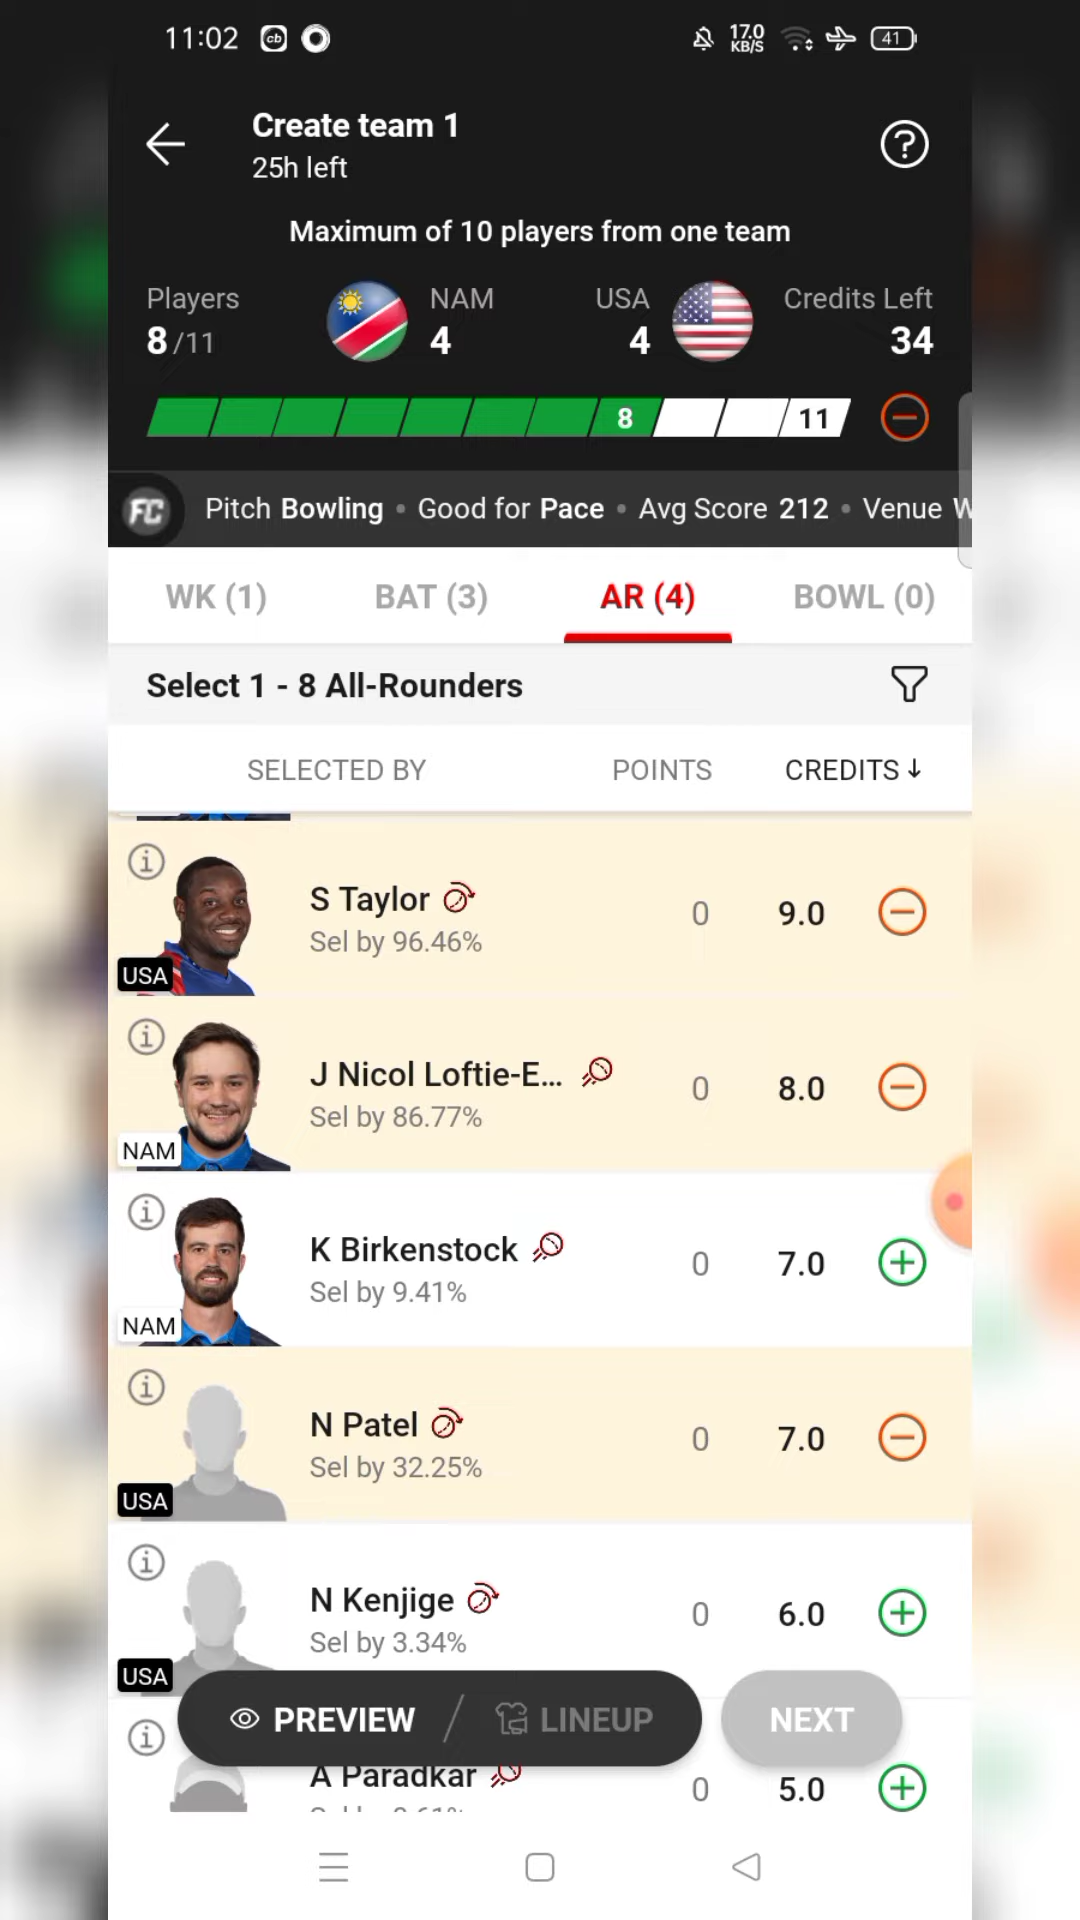 11:02 cb 17.0 KB/S 41
Create team 1
25h left
Maximum of 10 players from one team
Players NAM USA Credits Left
8/11 4 4 34
8 11
FC Pitch Bowling • Good for Pace • Avg Score 212 • Venue W
WK (1) BAT (3) AR (4) BOWL (0)
Select 1 - 8 All-Rounders
SELECTED BY POINTS CREDITS ↓
S Taylor 0 9.0
Sel by 96.46%
USA
J Nicol Loftie-E... 0 8.0
Sel by 86.77%
NAM
K Birkenstock 0 7.0
Sel by 9.41%
NAM
N Patel 0 7.0
Sel by 32.25%
USA
N Kenjige 0 6.0
Sel by 3.34%
USA
PREVIEW / LINEUP NEXT
A Paradkar 0 5.0